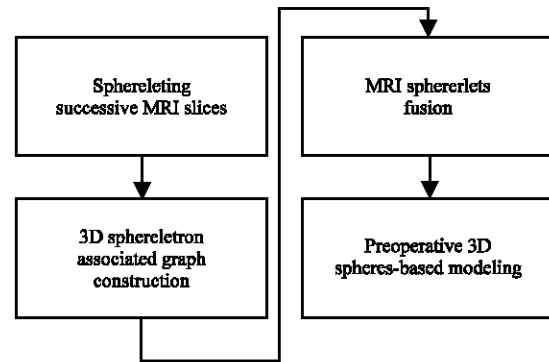 Sphereleting
successive MRI slices
3D sphereletron
associated graph
construction
MRI sphererlets
fusion
Preoperative 3D
spheres-based modeling